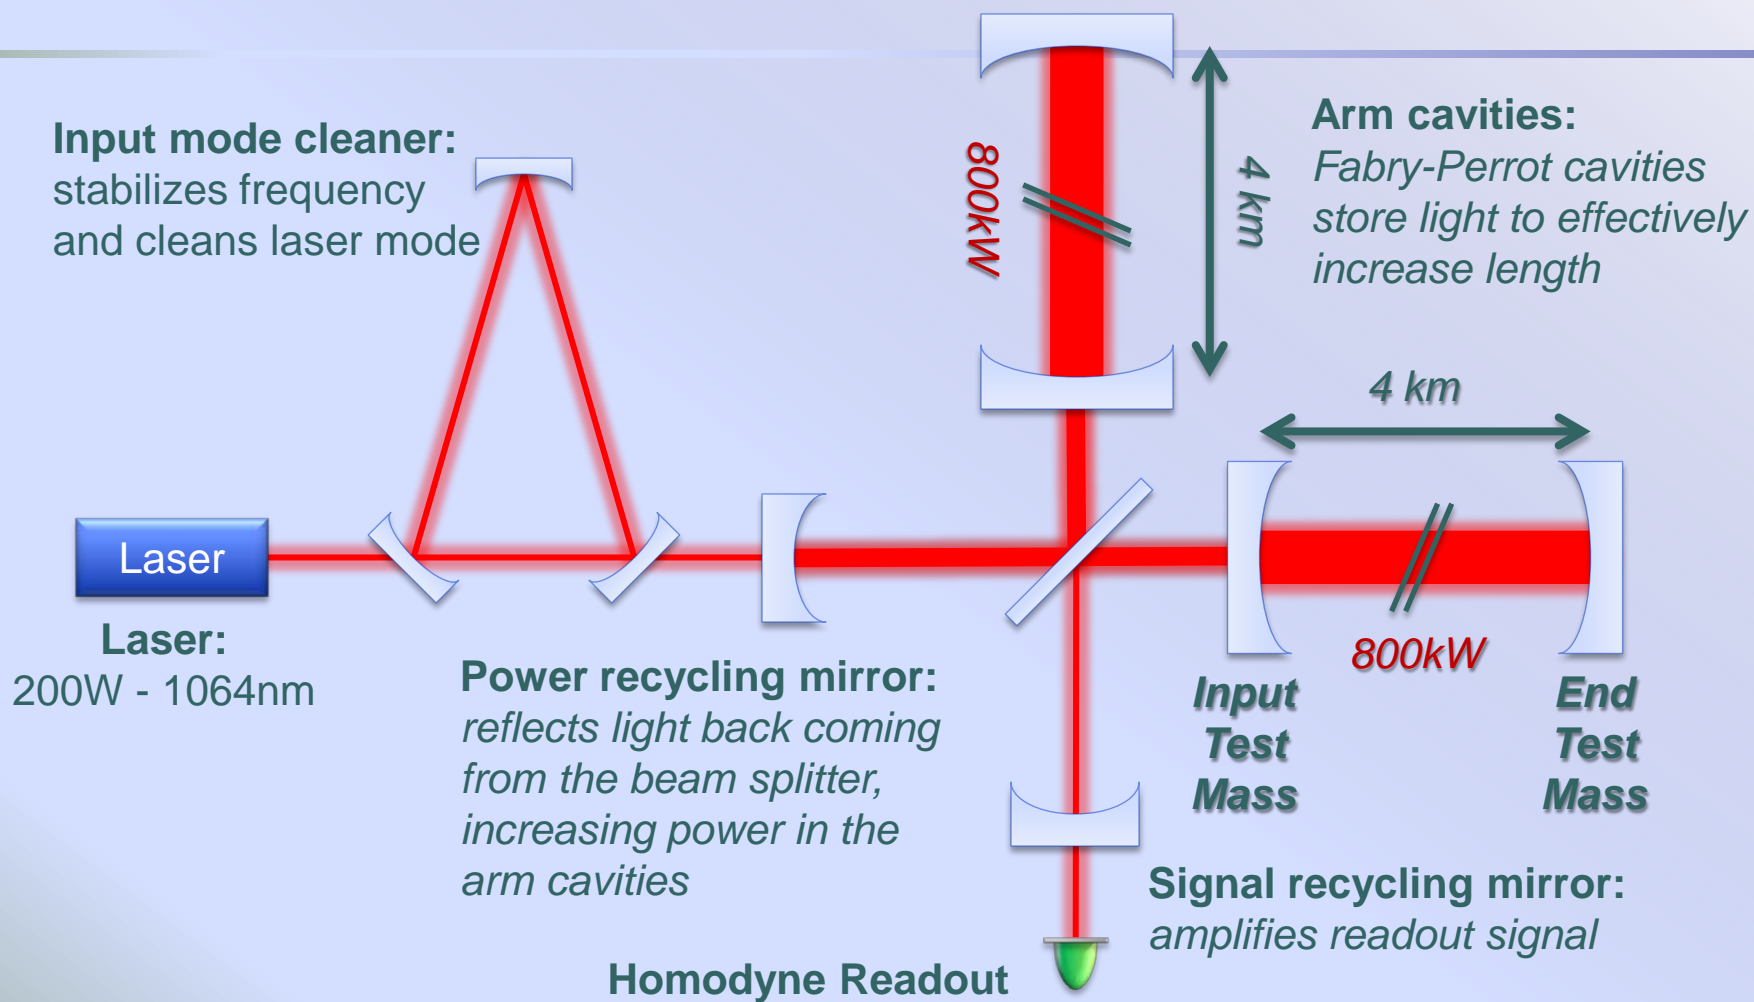 Input mode cleaner:
stabilizes frequency
and cleans laser mode
800kW
4 km
Arm cavities:
Fabry-Perrot cavities
store light to effectively
increase length
4 km
Laser
Laser:
200W - 1064nm
Power recycling mirror:
reflects light back coming
from the beam splitter,
increasing power in the
arm cavities
800kW
Input
Test
Mass
End
Test
Mass
Signal recycling mirror:
amplifies readout signal
Homodyne Readout